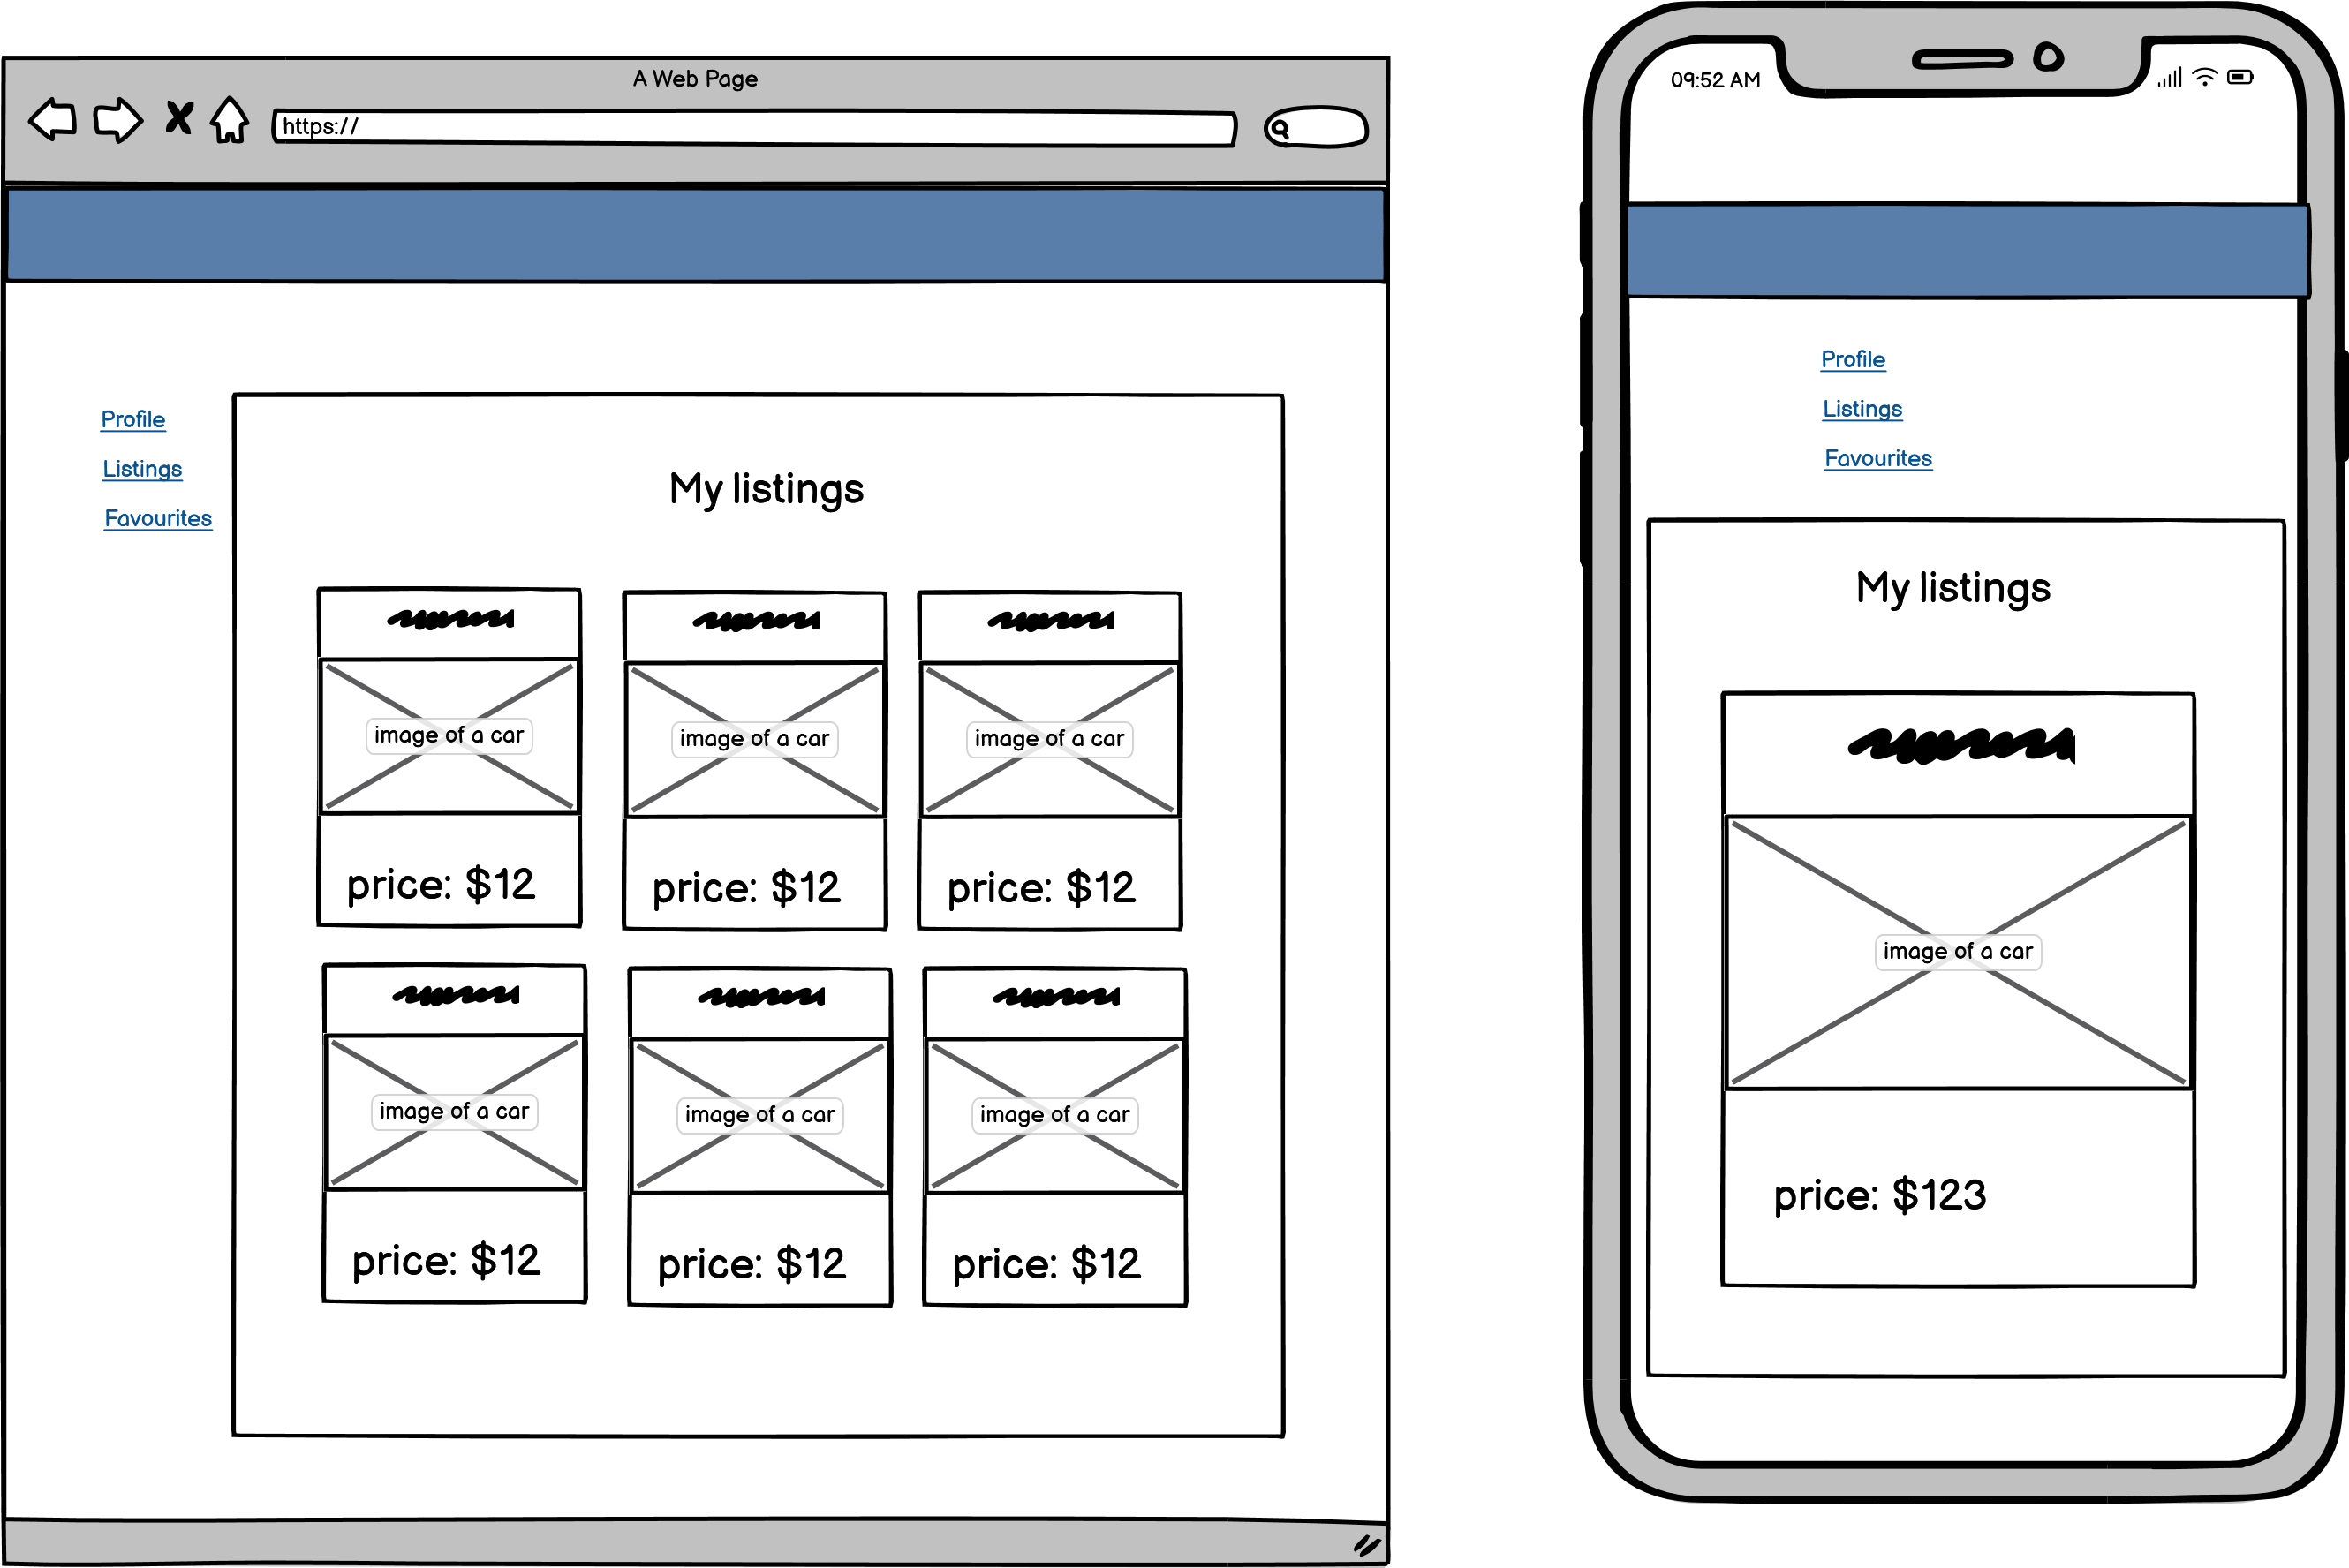 A Web Page
https://
Profile
Listings
Favourites
My listings
image of a car
image of a car
image of a car
price: $12
price: $12
price: $12
image of a car
image of a car
image of a car
price: $12
price: $12
price: $12
09:52 AM
Profile
Listings
Favourites
My listings
image of a car
price: $123